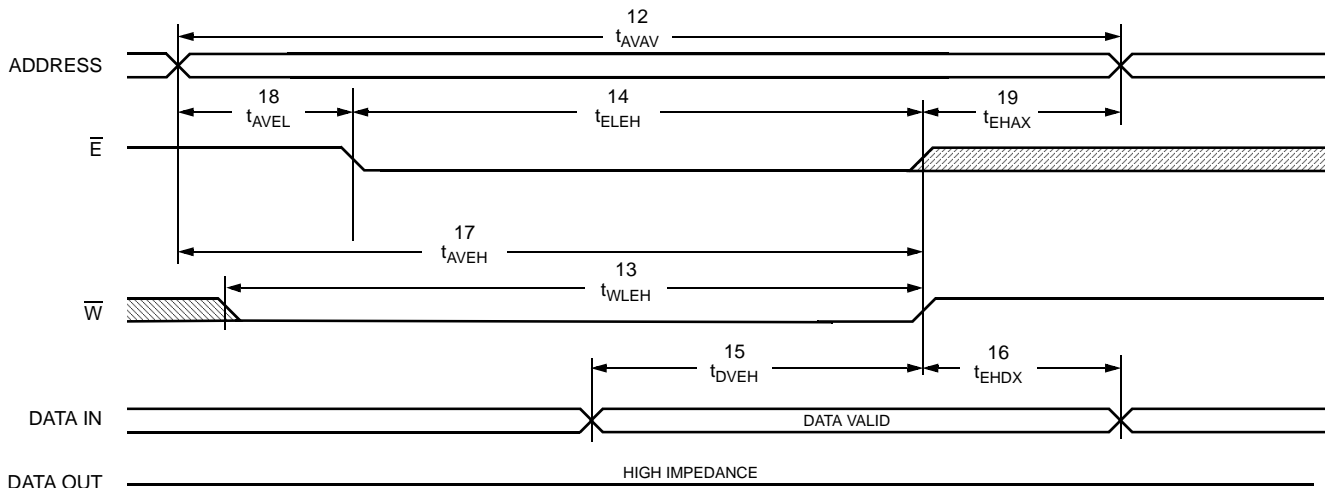 12
tAVAV
ADDRESS
18
tAVEL
14
tELEH
19
tEHAX
E
17
tAVEH
13
tWLEH
W
15
tDVEH
16
tEHDX
DATA IN
DATA VALID
DATA OUT
HIGH IMPEDANCE